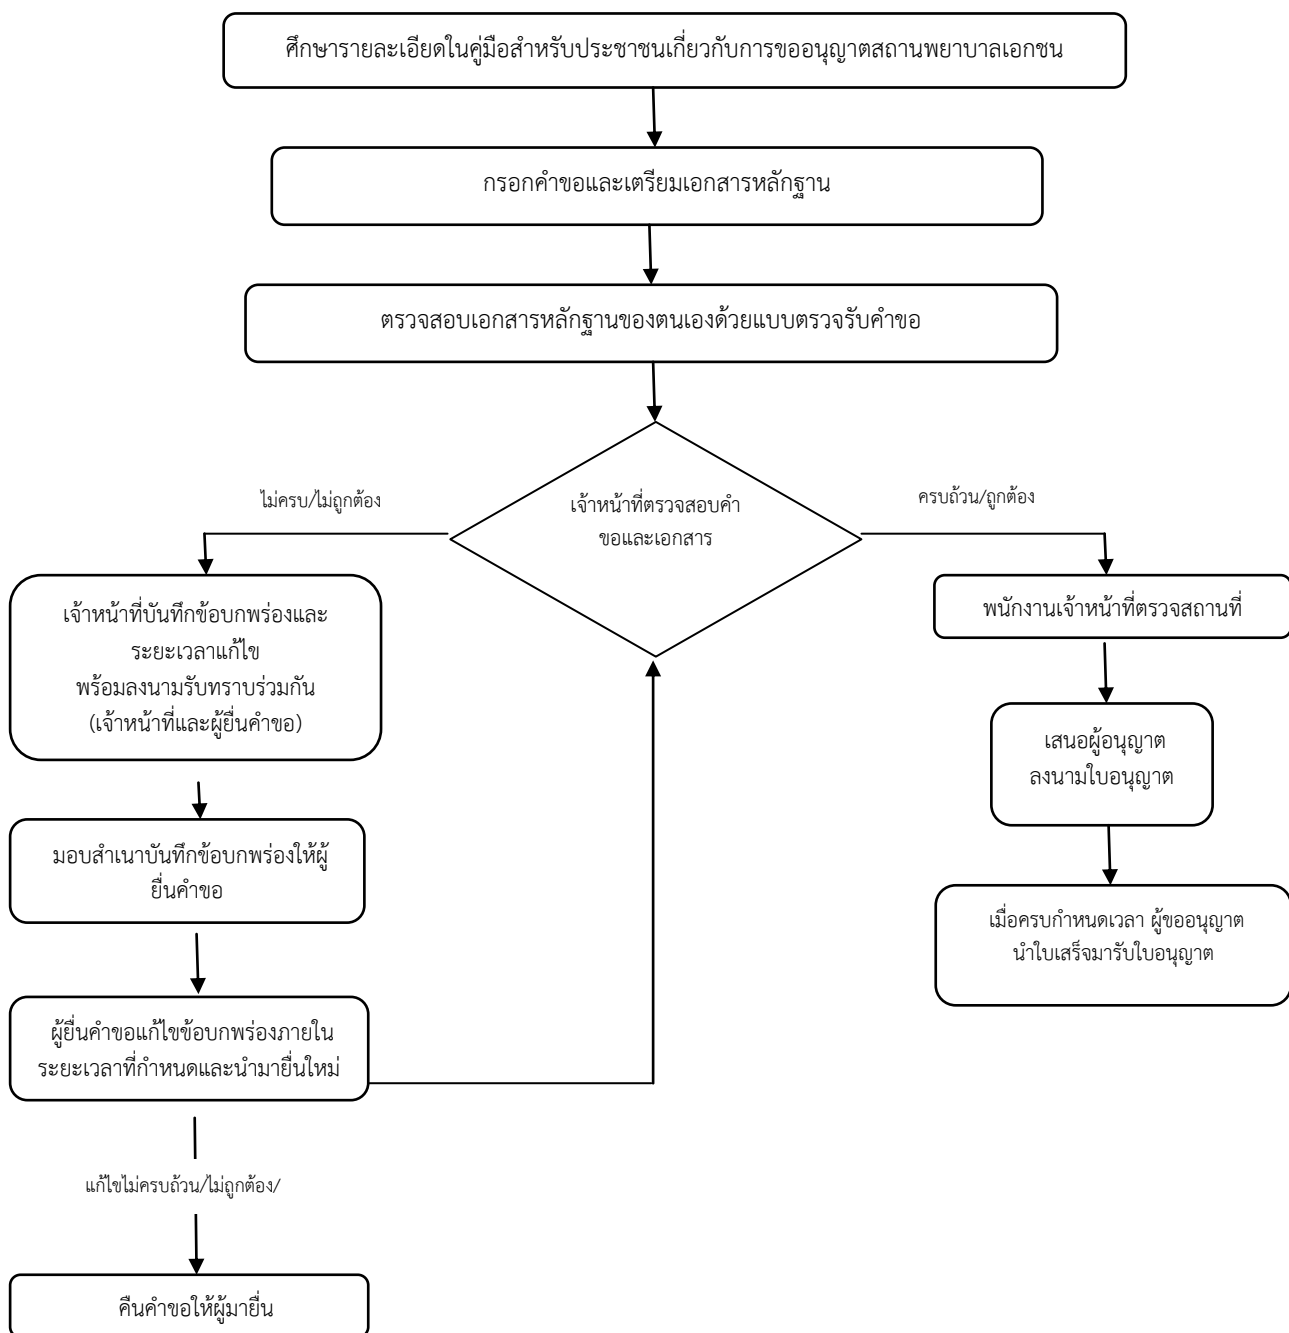 ศึกษารายละเอียดในคู่มือสำหรับประชาชนเกี่ยวกับการขออนุญาตสถานพยาบาลเอกชน
กรอกคำขอและเตรียมเอกสารหลักฐาน
ตรวจสอบเอกสารหลักฐานของตนเองด้วยแบบตรวจรับคำขอ
เจ้าหน้าที่ตรวจสอบคำ
ขอและเอกสาร
ไม่ครบ/ไม่ถูกต้อง
ครบถ้วน/ถูกต้อง
เจ้าหน้าที่บันทึกข้อบกพร่องและ
ระยะเวลาแก้ไข
พร้อมลงนามรับทราบร่วมกัน
(เจ้าหน้าที่และผู้ยื่นคำขอ)
มอบสำเนาบันทึกข้อบกพร่องให้ผู้
ยื่นคำขอ
ผู้ยื่นคำขอแก้ไขข้อบกพร่องภายใน
ระยะเวลาที่กำหนดและนำมายื่นใหม่
แก้ไขไม่ครบถ้วน/ไม่ถูกต้อง/
คืนคำขอให้ผู้มายื่น
พนักงานเจ้าหน้าที่ตรวจสถานที่
เสนอผู้อนุญาต
ลงนามใบอนุญาต
เมื่อครบกำหนดเวลา ผู้ขออนุญาต
นำใบเสร็จมารับใบอนุญาต